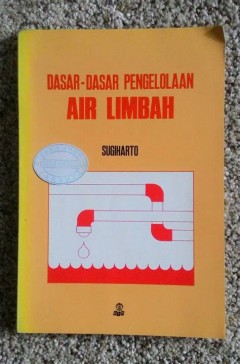 DASAR-DASAR PENGELOLAAN
AIR LIMBAH
SUGIHARTO